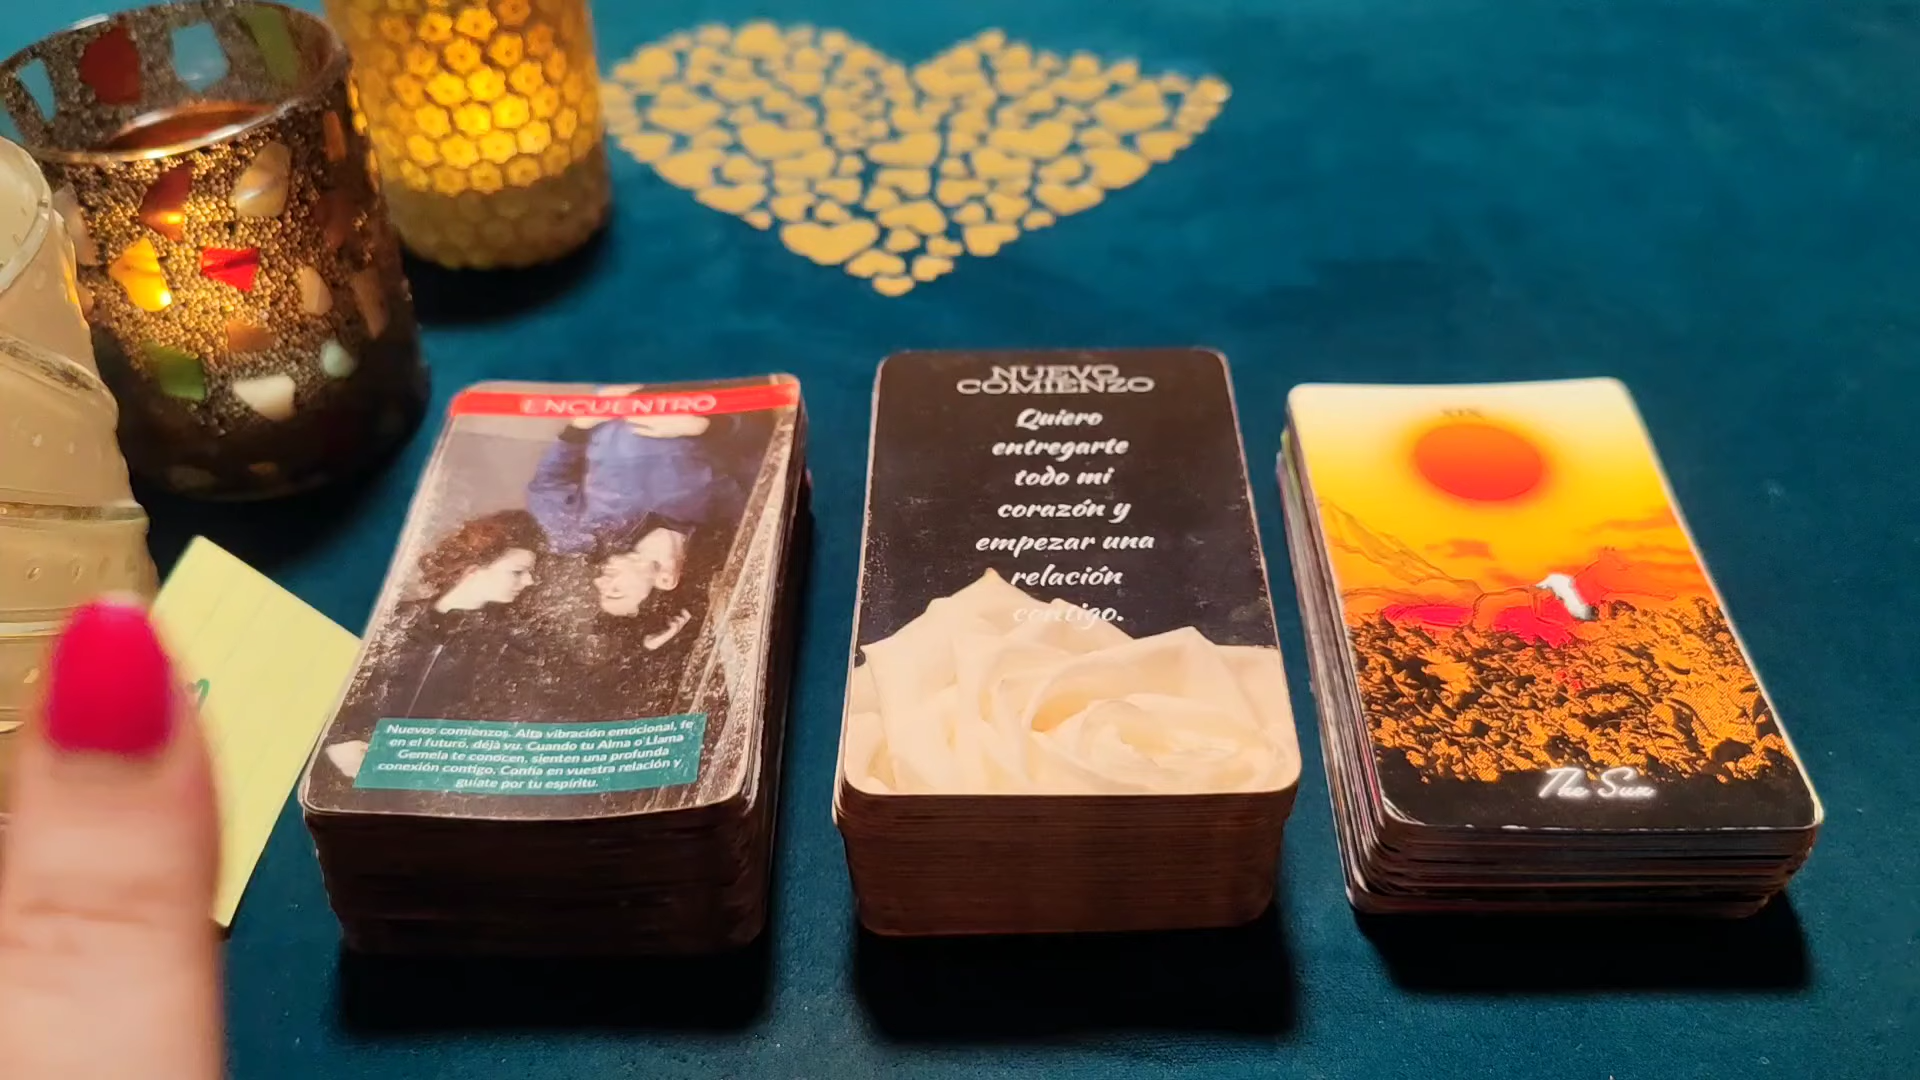 ENCUENTRO
Nuevos comienzos. Alta vibración emocional, fe
en el futuro, déjà vu. Cuando tu Alma o Llama
Gemela te conocen, sienten una profunda
conexión contigo. Confía en vuestra relación y
guíate por tu espíritu.
NUEVO
COMIENZO
Quiero
entregarte
todo mi
corazón y
empezar una
relación
contigo.
XIX
The Sun